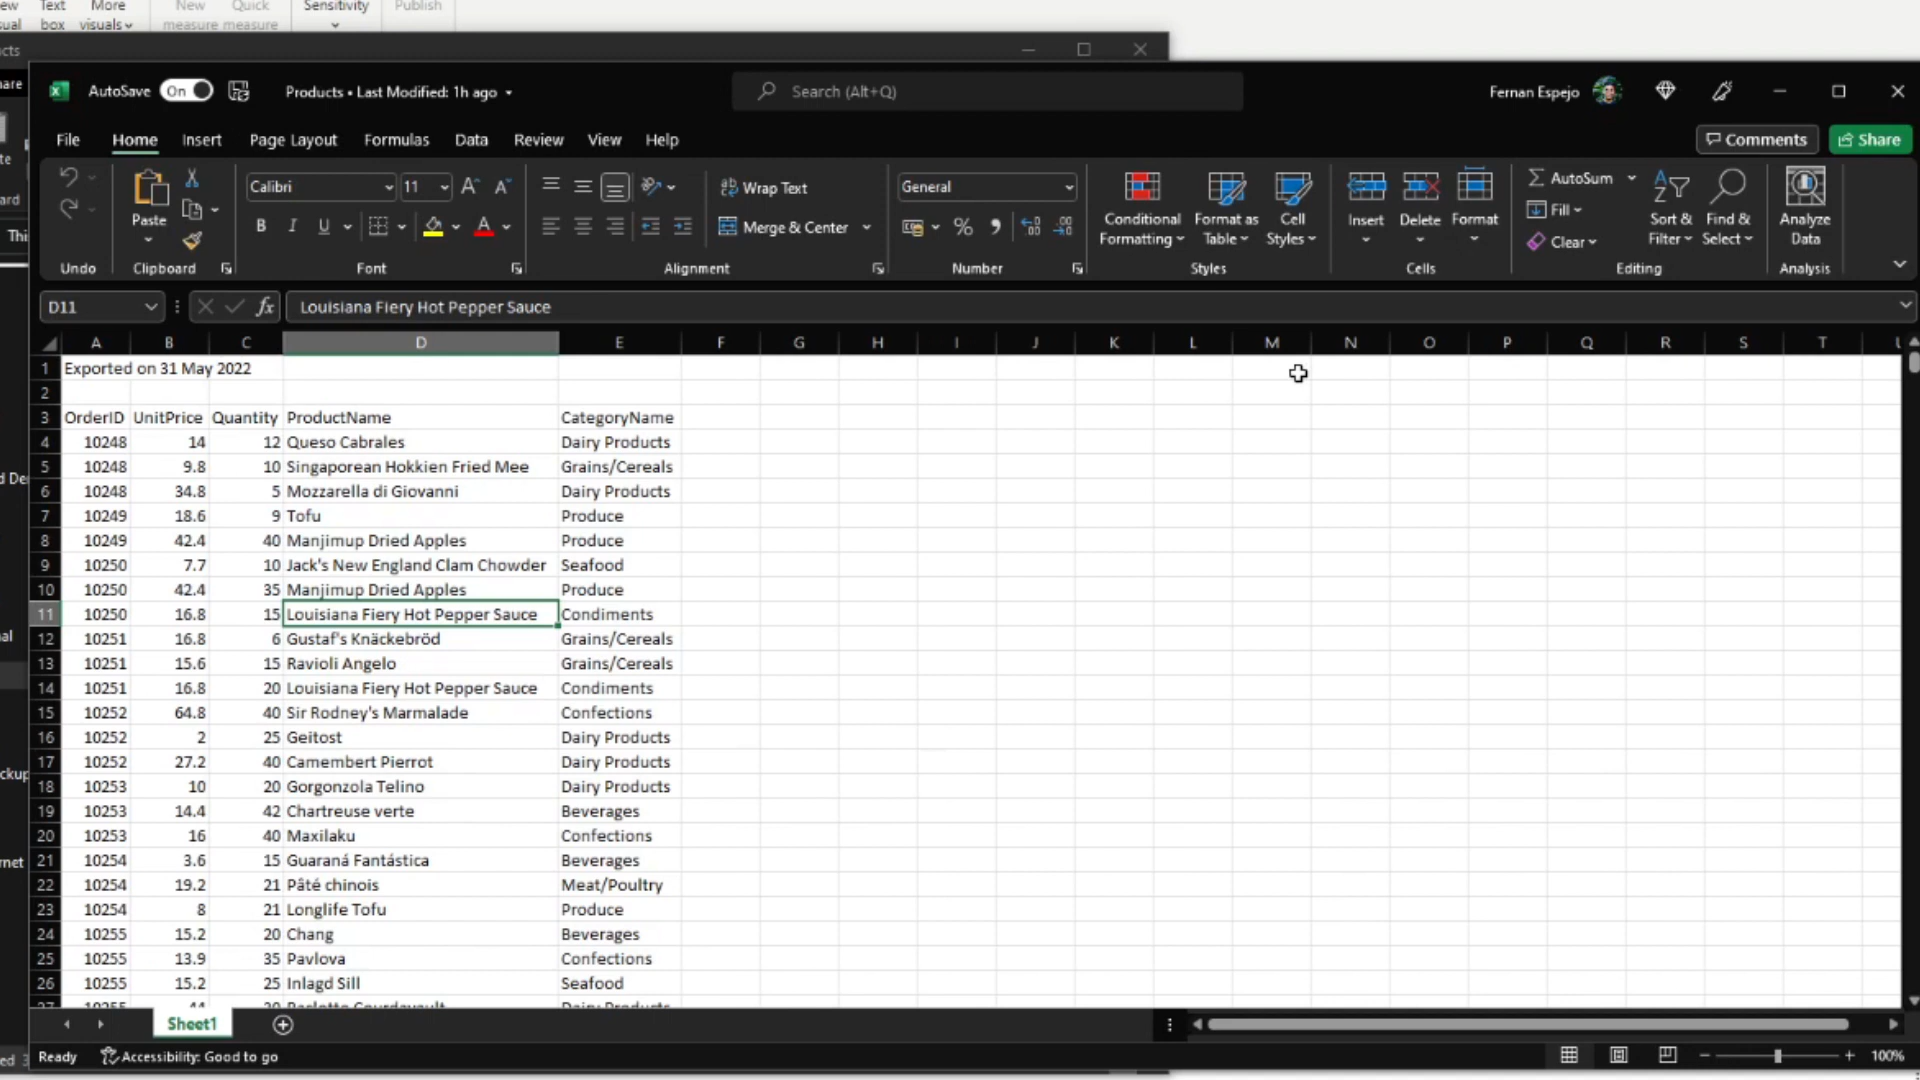 Text More New Quick Sensitivity Publish
box visuals measure measure
AutoSave On Products • Last Modified: 1h ago Search (Alt+Q) Fernan Espejo
File Home Insert Page Layout Formulas Data Review View Help Comments Share
Paste Calibri 11 Wrap Text General Conditional Formatting Format as Table Cell Styles Insert Delete Format AutoSum Sort & Filter Find & Select Analyze Data
B I U Merge & Center % Fill
Clear
Undo Clipboard Font Alignment Number Styles Cells Editing Analysis
D11 fx Louisiana Fiery Hot Pepper Sauce
A B C D E F G H I J K L M N O P Q R S T
1 Exported on 31 May 2022
2
3 OrderID UnitPrice Quantity ProductName CategoryName
4 10248 14 12 Queso Cabrales Dairy Products
5 10248 9.8 10 Singaporean Hokkien Fried Mee Grains/Cereals
6 10248 34.8 5 Mozzarella di Giovanni Dairy Products
7 10249 18.6 9 Tofu Produce
8 10249 42.4 40 Manjimup Dried Apples Produce
9 10250 7.7 10 Jack's New England Clam Chowder Seafood
10 10250 42.4 35 Manjimup Dried Apples Produce
11 10250 16.8 15 Louisiana Fiery Hot Pepper Sauce Condiments
12 10251 16.8 6 Gustaf's Knäckebröd Grains/Cereals
13 10251 15.6 15 Ravioli Angelo Grains/Cereals
14 10251 16.8 20 Louisiana Fiery Hot Pepper Sauce Condiments
15 10252 64.8 40 Sir Rodney's Marmalade Confections
16 10252 2 25 Geitost Dairy Products
17 10252 27.2 40 Camembert Pierrot Dairy Products
18 10253 10 20 Gorgonzola Telino Dairy Products
19 10253 14.4 42 Chartreuse verte Beverages
20 10253 16 40 Maxilaku Confections
21 10254 3.6 15 Guaraná Fantástica Beverages
22 10254 19.2 21 Pâté chinois Meat/Poultry
23 10254 8 21 Longlife Tofu Produce
24 10255 15.2 20 Chang Beverages
25 10255 13.9 35 Pavlova Confections
26 10255 15.2 25 Inlagd Sill Seafood
Sheet1
Ready Accessibility: Good to go 100%